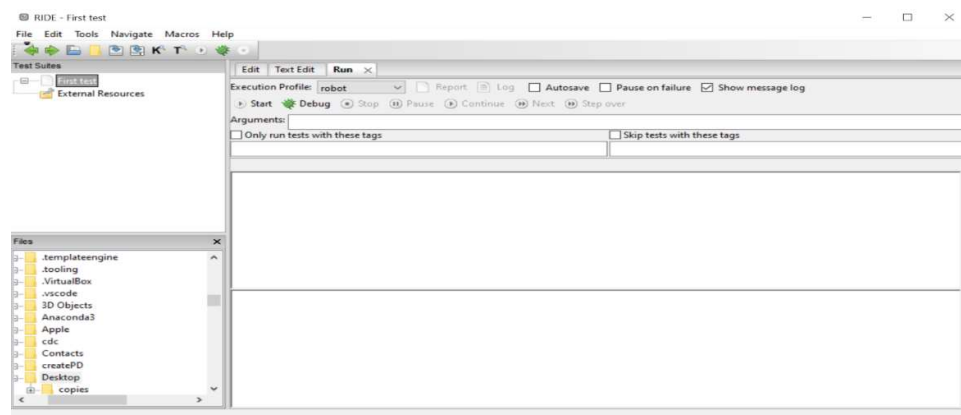 RIDE - First test
File Edit Tools Navigate Macros Help
K T
Test Suites
First test
External Resources
Edit Text Edit Run
Execution Profile: robot Report Log Autosave Pause on failure Show message log
Start Debug Stop Pause Continue Next Step over
Arguments:
Only run tests with these tags Skip tests with these tags
Files
.templateengine
.tooling
.VirtualBox
.vscode
3D Objects
Anaconda3
Apple
cdc
Contacts
createPD
Desktop
copies